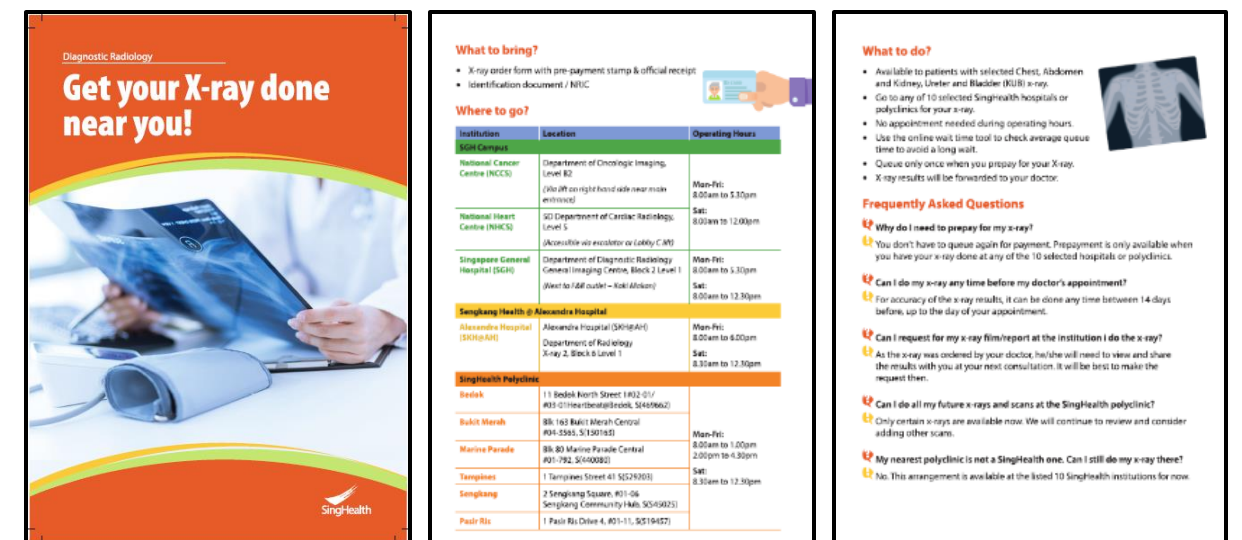 Diagnostic Radiology
Get your X-ray done
near you!
SingHealth
What to bring?
• X-ray order form with pre-payment stamp & official receipt
• Identification document / NRIC
Where to go?
Institution Location Operating Hours
SGH Campus
National Cancer Centre (NCCS)
Department of Oncologic Imaging,
Level B2
(Via lift on right hand side near main
entrance)
Mon-Fri:
8.00am to 5.30pm
Sat:
8.00am to 12.00pm
National Heart
Centre (NHCS)
SD Department of Cardiac Radiology,
Level 5
(Accessible via escalator or Lobby C lift)
Singapore General
Hospital (SGH)
Department of Diagnostic Radiology
General Imaging Centre, Block 2 Level 1
(Next to F&B outlet – Kaki Makan)
Mon-Fri:
8.00am to 5.30pm
Sat:
8.00am to 12.30pm
Sengkang Health @ Alexandra Hospital
Alexandra Hospital
(SKH@AH)
Alexandra Hospital (SKH@AH)
Department of Radiology
X-ray 2, Block 6 Level 1
Mon-Fri:
8.00am to 6.00pm
Sat:
8.30am to 12.30pm
SingHealth Polyclinic
Bedok
11 Bedok North Street 1#02-01/
#03-01Heartbeat@Bedok, S(469662)
Bukit Merah
Blk 163 Bukit Merah Central
#04-3565, S(150163)
Marine Parade
Blk 80 Marine Parade Central
#01-792, S(440080)
Tampines
1 Tampines Street 41 S(529203)
Sengkang
2 Sengkang Square, #01-06
Sengkang Community Hub, S(545025)
Pasir Ris
1 Pasir Ris Drive 4, #01-11, S(519457)
Mon-Fri:
8.00am to 1.00pm
2.00pm to 4.30pm
Sat:
8.30am to 12.30pm
What to do?
• Available to patients with selected Chest, Abdomen
and Kidney, Ureter and Bladder (KUB) x-ray.
• Go to any of 10 selected SingHealth hospitals or
polyclinics for your x-ray.
• No appointment needed during operating hours.
• Use the online wait time tool to check average queue
time to avoid a long wait.
• Queue only once when you prepay for your X-ray.
• X-ray results will be forwarded to your doctor.
Frequently Asked Questions
Why do I need to prepay for my x-ray?
You don't have to queue again for payment. Prepayment is only available when
you have your x-ray done at any of the 10 selected hospitals or polyclinics.
Can I do my x-ray any time before my doctor's appointment?
For accuracy of the x-ray results, it can be done any time between 14 days
before, up to the day of your appointment.
Can I request for my x-ray film/report at the institution i do the x-ray?
As the x-ray was ordered by your doctor, he/she will need to view and share
the results with you at your next consultation. It will be best to make the
request then.
Can I do all my future x-rays and scans at the SingHealth polyclinic?
Only certain x-rays are available now. We will continue to review and consider
adding other scans.
My nearest polyclinic is not a SingHealth one. Can I still do my x-ray there?
No. This arrangement is available at the listed 10 SingHealth institutions for now.